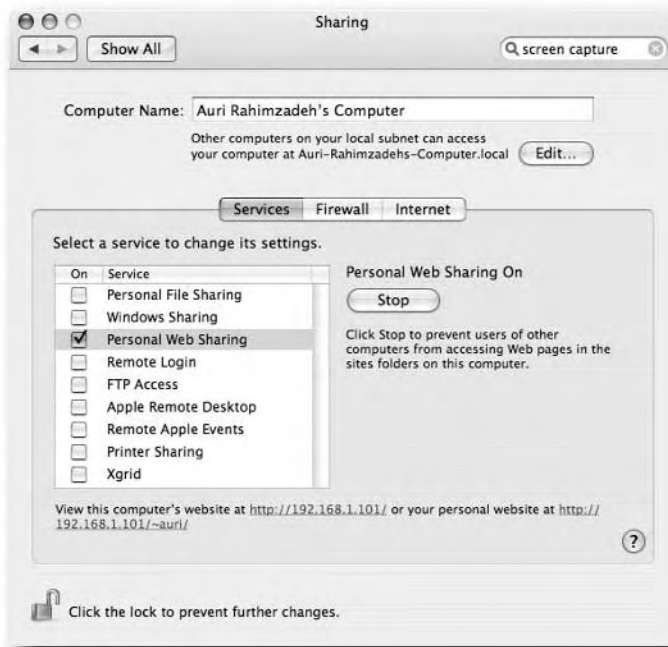 Sharing
Show All
screen capture
Computer Name: Auri Rahimzadeh's Computer
Other computers on your local subnet can access
your computer at Auri-Rahimzadehs-Computer.local
Edit...
Services Firewall Internet
Select a service to change its settings.
On Service
Personal File Sharing
Windows Sharing
Personal Web Sharing
Remote Login
FTP Access
Apple Remote Desktop
Remote Apple Events
Printer Sharing
Xgrid
Personal Web Sharing On
Stop
Click Stop to prevent users of other
computers from accessing Web pages in the
sites folders on this computer.
View this computer's website at http://192.168.1.101/ or your personal website at http://
192.168.1.101/~auri/
?
Click the lock to prevent further changes.